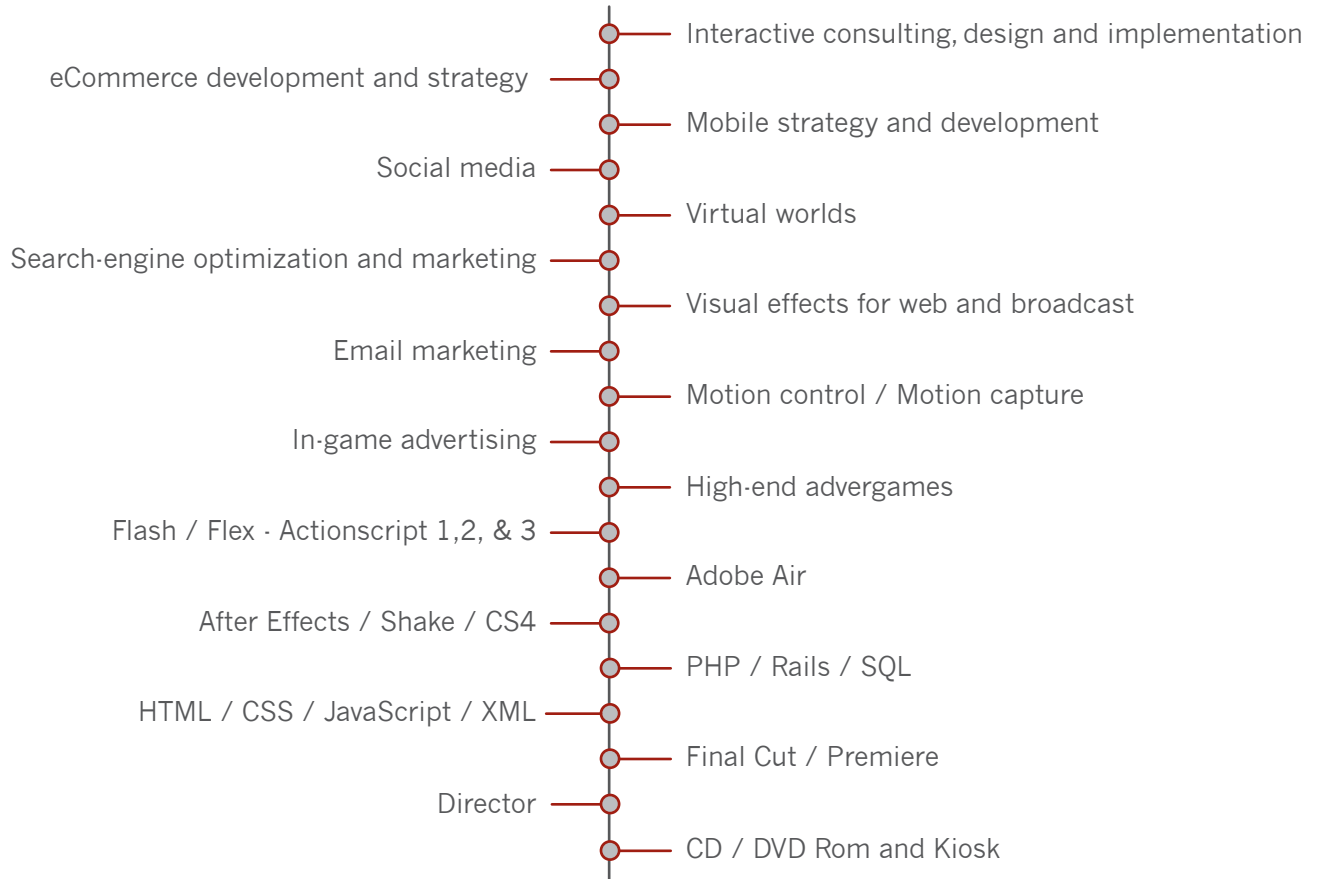 Interactive consulting, design and implementation
eCommerce development and strategy
Mobile strategy and development
Social media
Virtual worlds
Search-engine optimization and marketing
Visual effects for web and broadcast
Email marketing
Motion control / Motion capture
In-game advertising
High-end advergames
Flash / Flex - Actionscript 1,2, & 3
Adobe Air
After Effects / Shake / CS4
PHP / Rails / SQL
HTML / CSS / JavaScript / XML
Final Cut / Premiere
Director
CD / DVD Rom and Kiosk